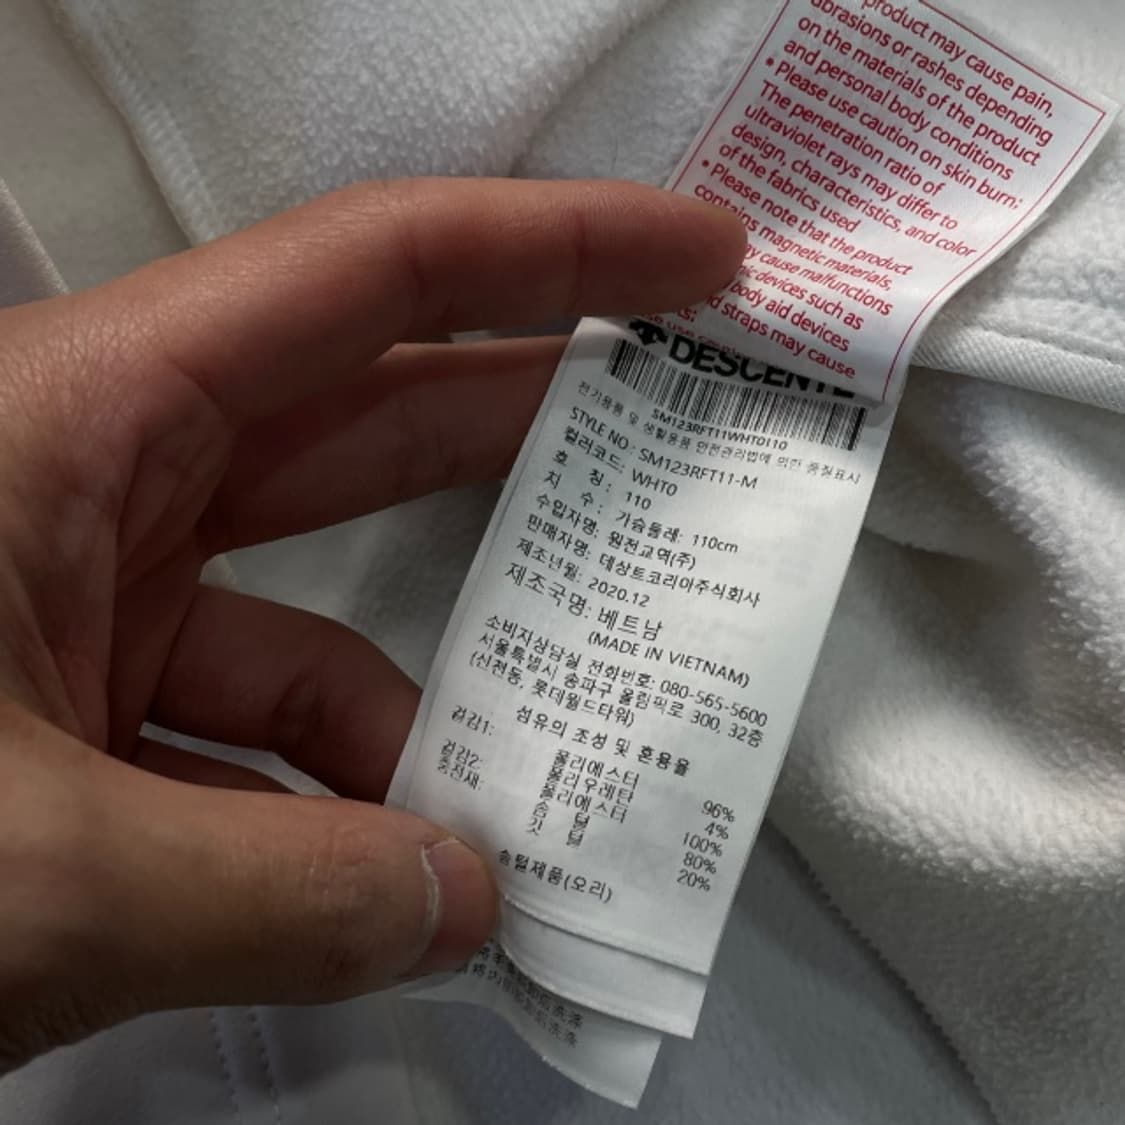 product may cause pain,
abrasions or rashes depending
on the materials of the product
and personal body conditions
• Please use caution on skin burn:
The penetration ratio of
ultraviolet rays may differ to
design, characteristics, and color
of the fabrics used
• Please note that the product
contains magnetic materials,
may cause malfunctions
devices such as
body aid devices
straps may cause
DESCENTE
SM123RFT11WHT0110
전기용품 및 생활용품 안전관리법에 의한 품질표시
STYLE NO: SM123RFT11-M
컬러코드: WHT0
호 칭: 110
치 수: 가슴둘레: 110cm
수입자명: 원전교역(주)
판매자명: 데상트코리아주식회사
제조년월: 2020.12
제조국명: 베트남
(MADE IN VIETNAM)
소비자상담실 전화번호: 080-565-5600
서울특별시 송파구 올림픽로 300, 32층
(신천동, 롯데월드타워)
섬유의 조성 및 혼용율
겉감1: 폴리에스터 96%
폴리우레탄 4%
겉감2: 폴리에스터 100%
충전재: 솜 털 80%
깃 털 20%
솜털제품(오리)